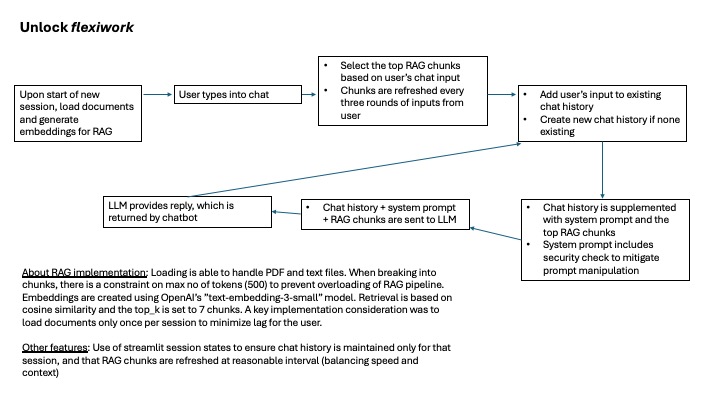 Unlock flexiwork
Upon start of new
session, load documents
and generate
embeddings for RAG
User types into chat
• Select the top RAG chunks
based on user's chat input
• Chunks are refreshed every
three rounds of inputs from
user
• Add user's input to existing
chat history
• Create new chat history if none
existing
LLM provides reply, which is
returned by chatbot
• Chat history + system prompt
+ RAG chunks are sent to LLM
• Chat history is supplemented
with system prompt and the
top RAG chunks
• System prompt includes
security check to mitigate
prompt manipulation
About RAG implementation: Loading is able to handle PDF and text files. When breaking into
chunks, there is a constraint on max no of tokens (500) to prevent overloading of RAG pipeline.
Embeddings are created using OpenAI's "text-embedding-3-small" model. Retrieval is based on
cosine similarity and the top_k is set to 7 chunks. A key implementation consideration was to
load documents only once per session to minimize lag for the user.
Other features: Use of streamlit session states to ensure chat history is maintained only for that
session, and that RAG chunks are refreshed at reasonable interval (balancing speed and
context)